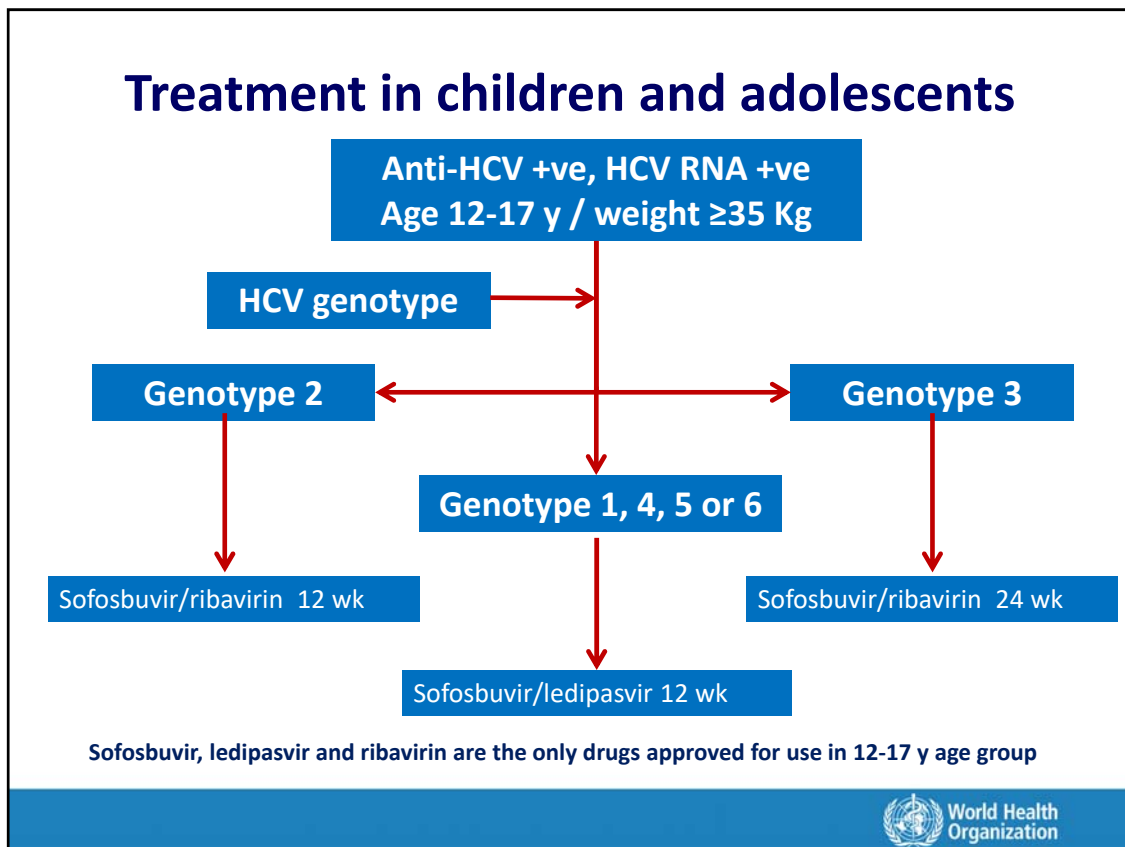 Treatment in children and adolescents
Anti-HCV +ve, HCV RNA +ve
Age 12-17 y / weight ≥35 Kg
HCV genotype
Genotype 2
Genotype 3
Genotype 1, 4, 5 or 6
Sofosbuvir/ribavirin 12 wk
Sofosbuvir/ribavirin 24 wk
Sofosbuvir/ledipasvir 12 wk
Sofosbuvir, ledipasvir and ribavirin are the only drugs approved for use in 12-17 y age group
World Health
Organization